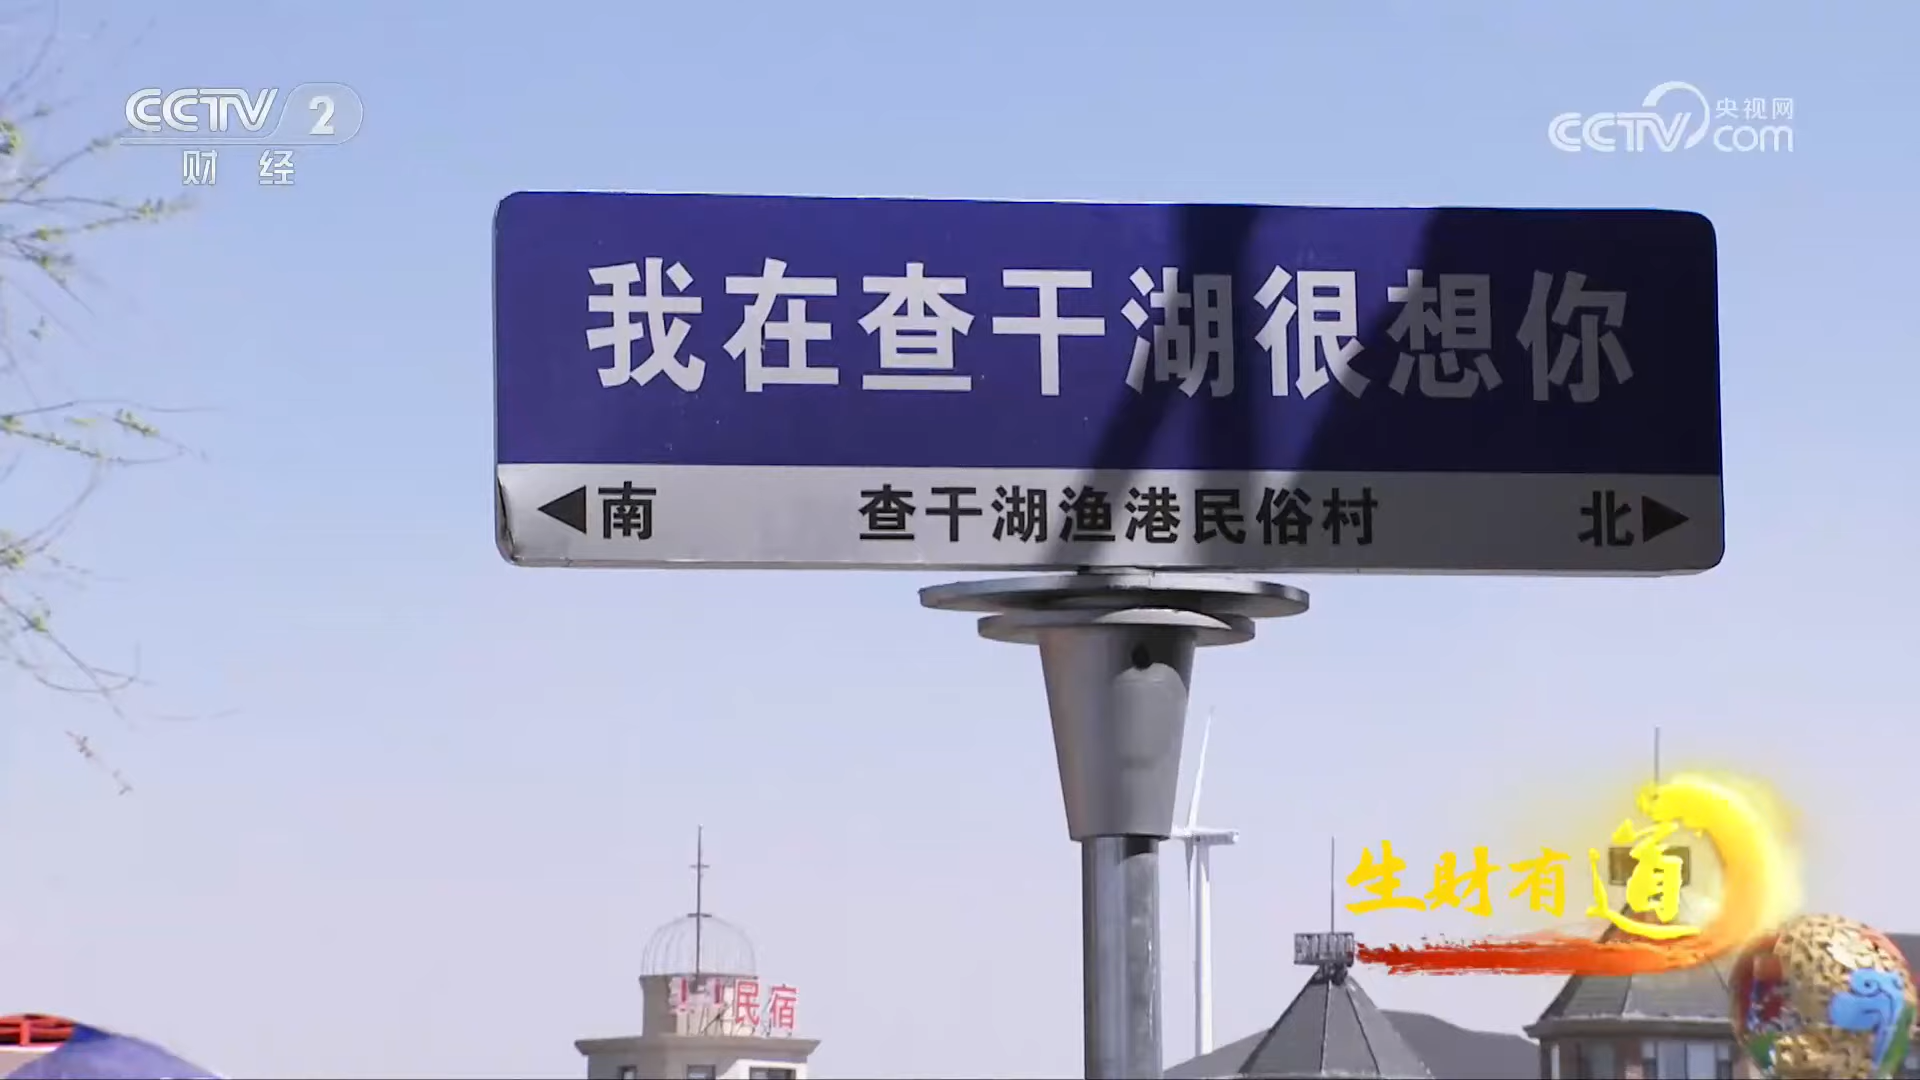 CCTV 2
财 经
央视网
CCTV com
我在查干湖很想你
◀南 查干湖渔港民俗村 北▶
生财有道
民宿